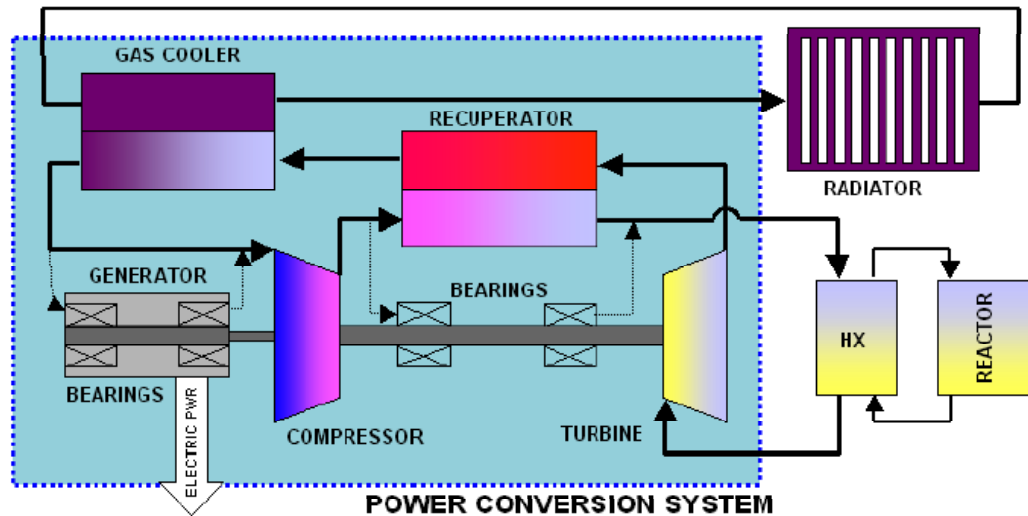 GAS COOLER
RECUPERATOR
RADIATOR
GENERATOR
BEARINGS
HX
REACTOR
BEARINGS
COMPRESSOR
TURBINE
ELECTRIC PWR
POWER CONVERSION SYSTEM